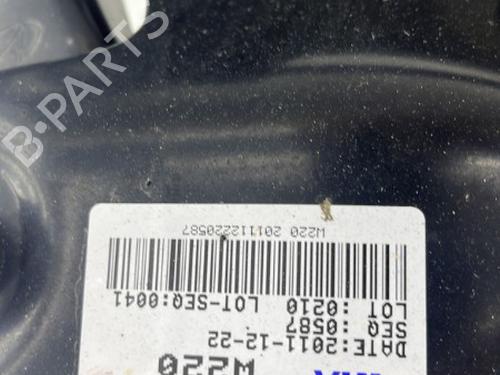 W220
DATE:2011-12-22
SEQ :0587
LOT :0210 LOT-SEQ:0041
W220 201112220587
B-PARTS